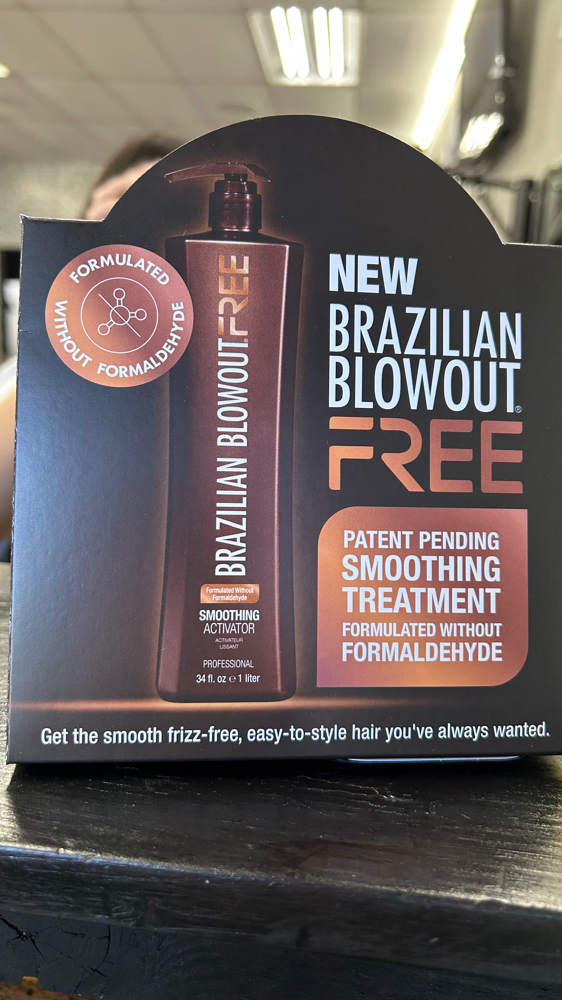 FORMULATED
WITHOUT FORMALDEHYDE
BRAZILIAN BLOWOUT. FREE
Formulated Without
Formaldehyde
SMOOTHING
ACTIVATOR
ACTIVATEUR
LISSANT
PROFESSIONAL
34 fl. oz ℮ 1 liter
NEW
BRAZILIAN
BLOWOUT®
FREE
PATENT PENDING
SMOOTHING
TREATMENT
FORMULATED WITHOUT
FORMALDEHYDE
Get the smooth frizz-free, easy-to-style hair you've always wanted.